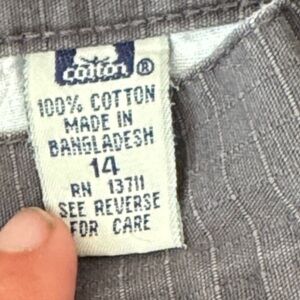 cotton ®
100% COTTON
MADE IN
BANGLADESH
14
RN 13711
SEE REVERSE
FOR CARE